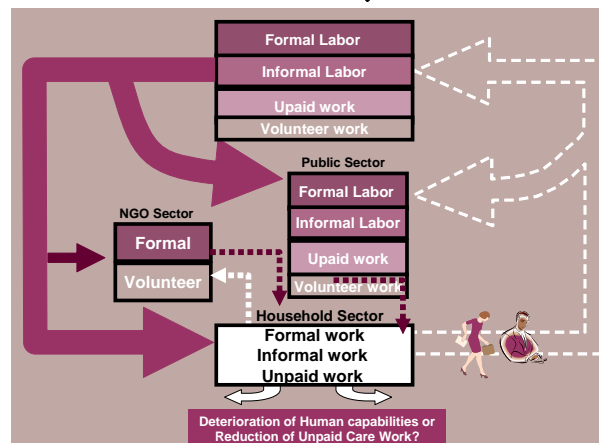 Formal Labor
Informal Labor
Upaid work
Volunteer work
Public Sector
Formal Labor
Informal Labor
Upaid work
Volunteer work
NGO Sector
Formal
Volunteer
Household Sector
Formal work
Informal work
Unpaid work
Deterioration of Human capabilities or
Reduction of Unpaid Care Work?